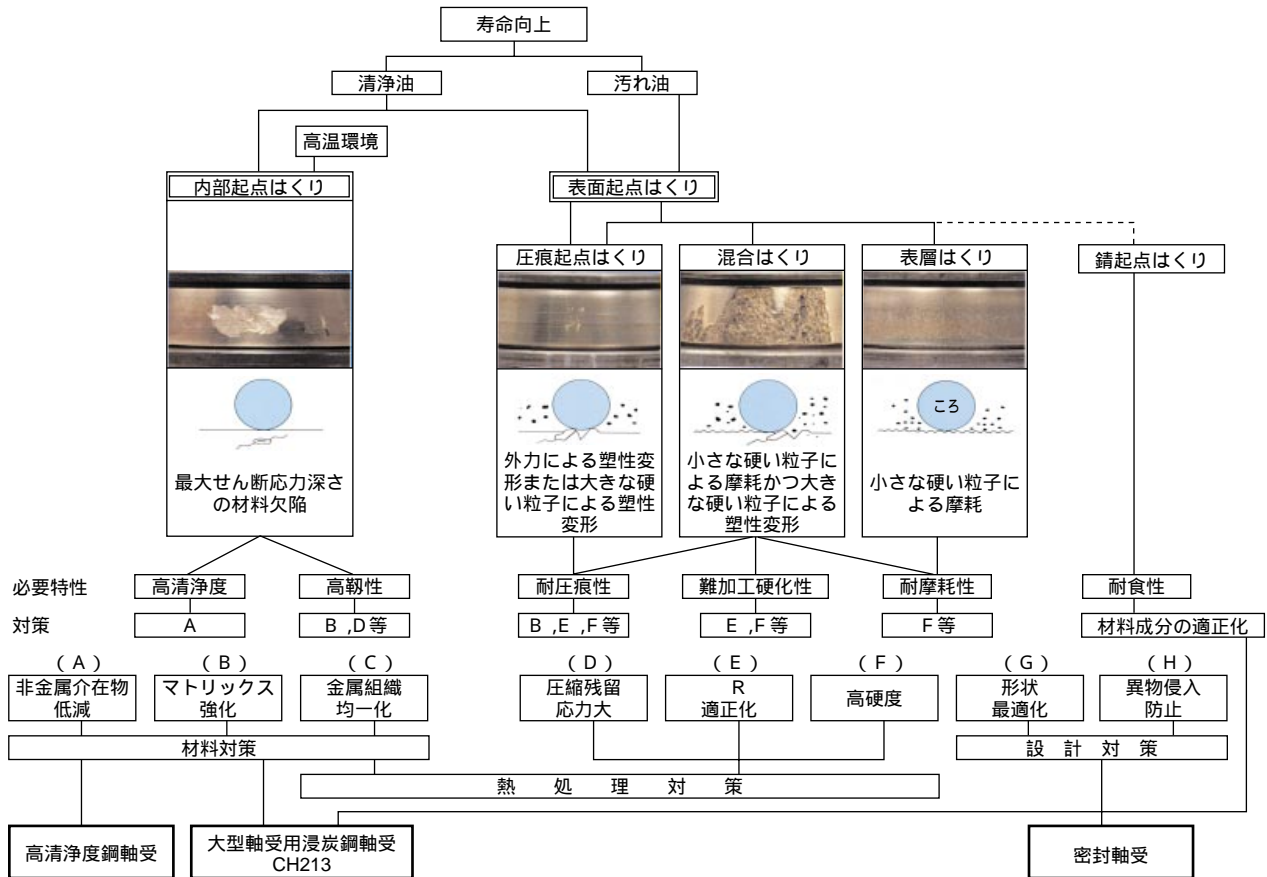 寿命向上
清浄油
汚れ油
高温環境
内部起点はくり
表面起点はくり
圧痕起点はくり
混合はくり
表層はくり
錆起点はくり
ころ
最大せん断応力深さ
の材料欠陥
外力による塑性変
形または大きな硬
い粒子による塑性
変形
小さな硬い粒子に
よる摩耗かつ大き
な硬い粒子による
塑性変形
小さな硬い粒子に
よる摩耗
必要特性
高清浄度
高靱性
耐圧痕性
難加工硬化性
耐摩耗性
耐食性
対策
A
B ,D等
B ,E ,F等
E ,F等
F等
材料成分の適正化
( A )
( B )
( C )
( D )
( E )
( F )
( G )
( H )
非金属介在物
低減
マトリックス
強化
金属組織
均一化
圧縮残留
応力大
R
適正化
高硬度
形状
最適化
異物侵入
防止
材料対策
設計対策
熱処理対策
高清浄度鋼軸受
大型軸受用浸炭鋼軸受
CH213
密封軸受